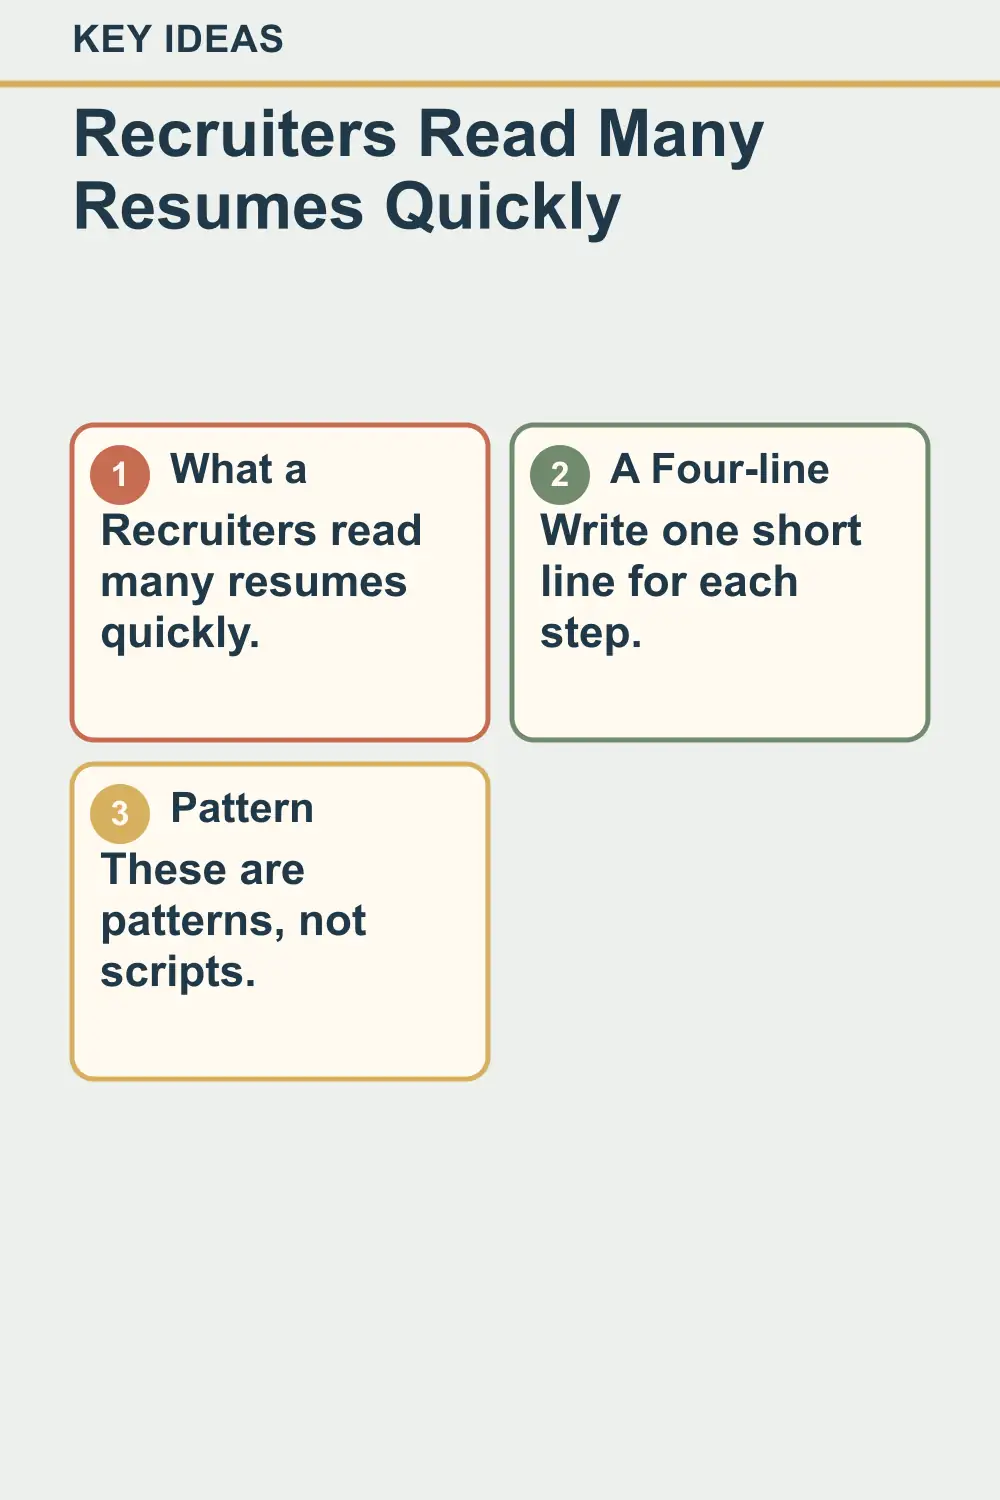 KEY IDEAS
Recruiters Read Many
Resumes Quickly
1 What a
Recruiters read
many resumes
quickly.
2 A Four-line
Write one short
line for each
step.
3 Pattern
These are
patterns, not
scripts.